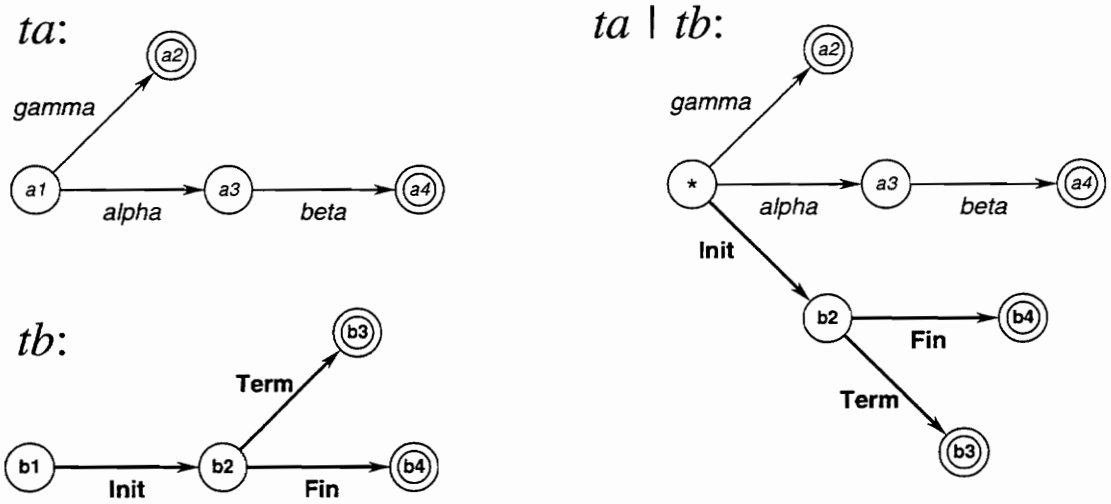 ta:
a2
gamma
a1
a3
a4
alpha
beta
tb:
b3
Term
b1
b2
b4
Init
Fin
ta | tb:
a2
gamma
*
a3
a4
alpha
beta
Init
b2
b4
Fin
Term
b3